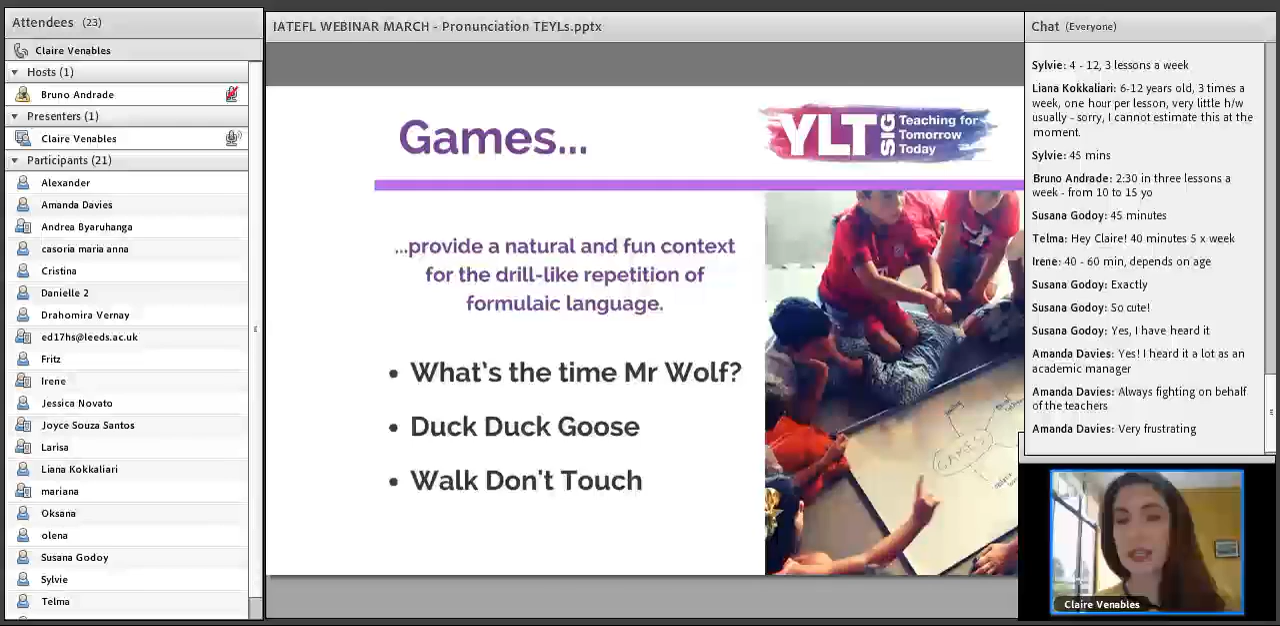 Attendees (23)
Claire Venables
Hosts (1)
Bruno Andrade
Presenters (1)
Claire Venables
Participants (21)
Alexander
Amanda Davies
Andrea Byaruhanga
casoria maria anna
Cristina
Danielle 2
Drahomira Vernay
ed17hs@leeds.ac.uk
Fritz
Irene
Jessica Novato
Joyce Souza Santos
Larisa
Liana Kokkaliari
mariana
Oksana
olena
Susana Godoy
Sylvie
Telma
IATEFL WEBINAR MARCH - Pronunciation TEYLs.pptx
Games...
YLT SIG
Teaching for
Tomorrow
Today
...provide a natural and fun context
for the drill-like repetition of
formulaic language.
• What's the time Mr Wolf?
• Duck Duck Goose
• Walk Don't Touch
GAMES
Chat (Everyone)
Sylvie: 4 - 12, 3 lessons a week
Liana Kokkaliari: 6-12 years old, 3 times a
week, one hour per lesson, very little h/w
usually - sorry, I cannot estimate this at the
moment.
Sylvie: 45 mins
Bruno Andrade: 2:30 in three lessons a
week - from 10 to 15 yo
Susana Godoy: 45 minutes
Telma: Hey Claire! 40 minutes 5 x week
Irene: 40 - 60 min, depends on age
Susana Godoy: Exactly
Susana Godoy: So cute!
Susana Godoy: Yes, I have heard it
Amanda Davies: Yes! I heard it a lot as an
academic manager
Amanda Davies: Always fighting on behalf
of the teachers
Amanda Davies: Very frustrating
Claire Venables